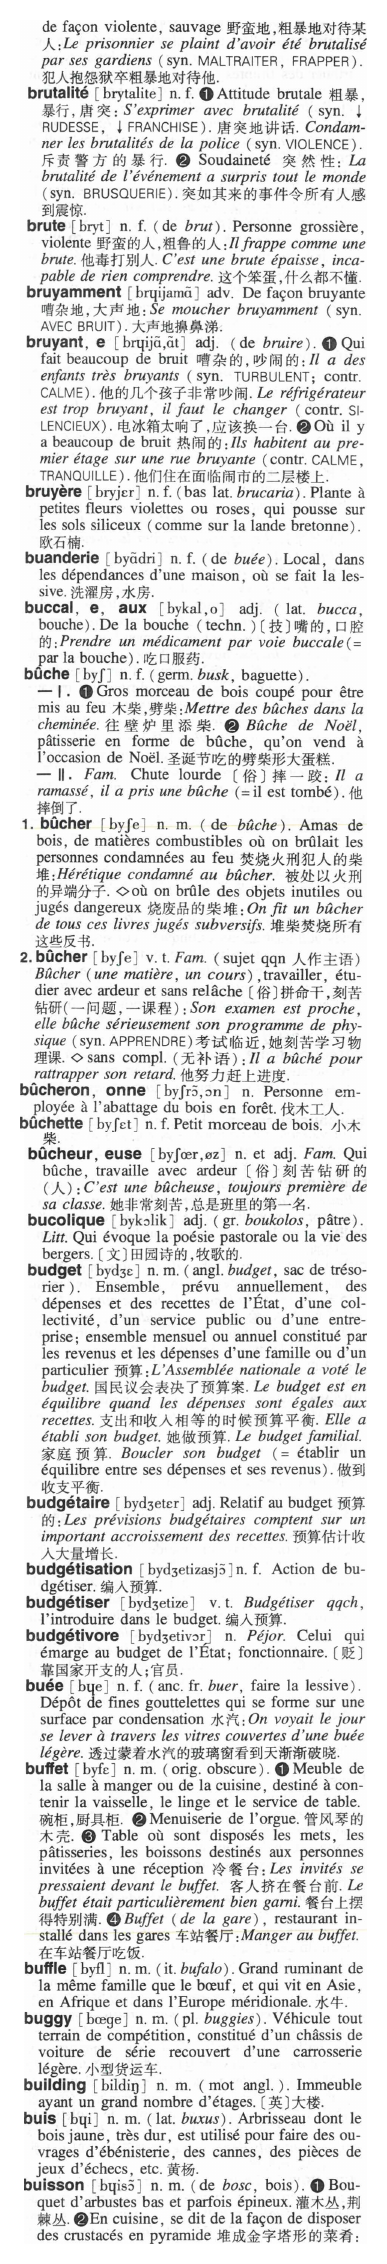 de façon violente, sauvage 野蛮地,粗暴地对待某
人:Le prisonnier se plaint d'avoir été brutalisé
par ses gardiens (syn. MALTRAITER, FRAPPER).
犯人抱怨狱卒粗暴地对待他.
brutalité [brytalite] n. f. ❶ Attitude brutale 粗暴,
暴行,唐突: S'exprimer avec brutalité (syn. ↓
RUDESSE, ↓ FRANCHISE). 唐突地讲话. Condam-
ner les brutalités de la police (syn. VIOLENCE).
斥责警方的暴行. ❷ Soudaineté 突然性: La
brutalité de l'événement a surpris tout le monde
(syn. BRUSQUERIE). 突如其来的事件令所有人感
到震惊.
brute [bryt] n. f. (de brut). Personne grossière,
violente 野蛮的人,粗鲁的人: Il frappe comme une
brute. 他毒打别人. C'est une brute épaisse, inca-
pable de rien comprendre. 这个笨蛋,什么都不懂.
bruyamment [brɥijamɑ̃] adv. De façon bruyante
嘈杂地,大声地: Se moucher bruyamment (syn.
AVEC BRUIT). 大声地擤鼻涕.
bruyant, e [brɥijɑ̃,ɑ̃t] adj. (de bruire). ❶ Qui
fait beaucoup de bruit 嘈杂的,吵闹的: Il a des
enfants très bruyants (syn. TURBULENT; contr.
CALME). 他的几个孩子非常吵闹. Le réfrigérateur
est trop bruyant, il faut le changer (contr. SI-
LENCIEUX). 电冰箱太响了,应该换一台. ❷ Où il y
a beaucoup de bruit 热闹的: Ils habitent au pre-
mier étage sur une rue bruyante (contr. CALME,
TRANQUILLE). 他们住在面临闹市的二层楼上.
bruyère [bryjɛr] n. f. (bas lat. brucaria). Plante à
petites fleurs violettes ou roses, qui pousse sur
les sols siliceux (comme sur la lande bretonne).
欧石楠.
buanderie [byɑ̃dri] n. f. (de buée). Local, dans
les dépendances d'une maison, où se fait la les-
sive. 洗濯房,水房.
buccal, e, aux [bykal,o] adj. (lat. bucca,
bouche). De la bouche (techn.)〔技〕嘴的,口腔
的: Prendre un médicament par voie buccale (=
par la bouche). 吃口服药.
bûche [byʃ] n. f. (germ. busk, baguette).
— I. ❶ Gros morceau de bois coupé pour être
mis au feu 木柴,劈柴: Mettre des bûches dans la
cheminée. 往壁炉里添柴. ❷ Bûche de Noël,
pâtisserie en forme de bûche, qu'on vend à
l'occasion de Noël. 圣诞节吃的劈柴形大蛋糕.
— II. Fam. Chute lourde 〔俗〕摔一跤: Il a
ramassé, il a pris une bûche (= il est tombé). 他
摔倒了.
1. bûcher [byʃe] n. m. (de bûche). Amas de
bois, de matières combustibles où on brûlait les
personnes condamnées au feu 焚烧火刑犯人的柴
堆: Hérétique condamné au bûcher. 被处以火刑
的异端分子. ◇ où on brûle des objets inutiles ou
jugés dangereux 烧废品的柴堆: On fit un bûcher
de tous ces livres jugés subversifs. 堆柴焚烧所有
这些反书.
2. bûcher [byʃe] v. t. Fam. (sujet qqn 人作主语)
Bûcher (une matière, un cours), travailler, étu-
dier avec ardeur et sans relâche 〔俗〕拼命干,刻苦
钻研(一问题,一课程): Son examen est proche,
elle bûche sérieusement son programme de phy-
sique (syn. APPRENDRE) 考试临近,她刻苦学习物
理课. ◇ sans compl. (无补语): Il a bûché pour
rattrapper son retard. 他努力赶上进度.
bûcheron, onne [byʃrɔ̃,ɔn] n. Personne em-
ployée à l'abattage du bois en forêt. 伐木工人.
bûchette [byʃɛt] n. f. Petit morceau de bois. 小木
柴.
bûcheur, euse [byʃœr,øz] n. et adj. Fam. Qui
bûche, travaille avec ardeur 〔俗〕刻苦钻研的
(人): C'est une bûcheuse, toujours première de
sa classe. 她非常刻苦,总是班里的第一名.
bucolique [bykɔlik] adj. (gr. boukolos, pâtre).
Litt. Qui évoque la poésie pastorale ou la vie des
bergers. 〔文〕田园诗的,牧歌的.
budget [bydʒɛ] n. m. (angl. budget, sac de tréso-
rier). Ensemble, prévu annuellement, des
dépenses et des recettes de l'État, d'une col-
lectivité, d'un service public ou d'une entre-
prise; ensemble mensuel ou annuel constitué par
les revenus et les dépenses d'une famille ou d'un
particulier 预算: L'Assemblée nationale a voté le
budget. 国民议会表决了预算案. Le budget est en
équilibre quand les dépenses sont égales aux
recettes. 支出和收入相等的时候预算平衡. Elle a
établi son budget. 她做预算. Le budget familial.
家庭预算. Boucler son budget (= établir un
équilibre entre ses dépenses et ses revenus). 做到
收支平衡.
budgétaire [bydʒetɛr] adj. Relatif au budget 预算
的: Les prévisions budgétaires comptent sur un
important accroissement des recettes. 预算估计收
入大量增长.
budgétisation [bydʒetizasjɔ̃] n. f. Action de bu-
dgétiser. 编入预算.
budgétiser [bydʒetize] v. t. Budgétiser qqch,
l'introduire dans le budget. 编入预算.
budgétivore [bydʒetivɔr] n. Péjor. Celui qui
émarge au budget de l'État; fonctionnaire. 〔贬〕
靠国家开支的人;官员.
buée [bɥe] n. f. (anc. fr. buer, faire la lessive).
Dépôt de fines gouttelettes qui se forme sur une
surface par condensation 水汽: On voyait le jour
se lever à travers les vitres couvertes d'une buée
légère. 透过蒙着水汽的玻璃窗看到天渐渐破晓.
buffet [byfɛ] n. m. (orig. obscure). ❶ Meuble de
la salle à manger ou de la cuisine, destiné à con-
tenir la vaisselle, le linge et le service de table.
碗柜,厨具柜. ❷ Menuiserie de l'orgue. 管风琴的
木壳. ❸ Table où sont disposés les mets, les
pâtisseries, les boissons destinés aux personnes
invitées à une réception 冷餐台: Les invités se
pressaient devant le buffet. 客人挤在餐台前. Le
buffet était particulièrement bien garni. 餐台上摆
得特别满. ❹ Buffet (de la gare), restaurant in-
stallé dans les gares 车站餐厅: Manger au buffet.
在车站餐厅吃饭.
buffle [byfl] n. m. (it. bufalo). Grand ruminant de
la même famille que le bœuf, et qui vit en Asie,
en Afrique et dans l'Europe méridionale. 水牛.
buggy [bœge] n. m. (pl. buggies). Véhicule tout
terrain de compétition, constitué d'un châssis de
voiture de série recouvert d'une carrosserie
légère. 小型货运车.
building [bildiŋ] n. m. (mot angl.). Immeuble
ayant un grand nombre d'étages. 〔英〕大楼.
buis [bɥi] n. m. (lat. buxus). Arbrisseau dont le
bois jaune, très dur, est utilisé pour faire des ou-
vrages d'ébénisterie, des cannes, des pièces de
jeux d'échecs, etc. 黄杨.
buisson [bɥisɔ̃] n. m. (de bosc, bois). ❶ Bou-
quet d'arbustes bas et parfois épineux. 灌木丛,荆
棘丛. ❷ En cuisine, se dit de la façon de disposer
des crustacés en pyramide 堆成金字塔形的菜肴: